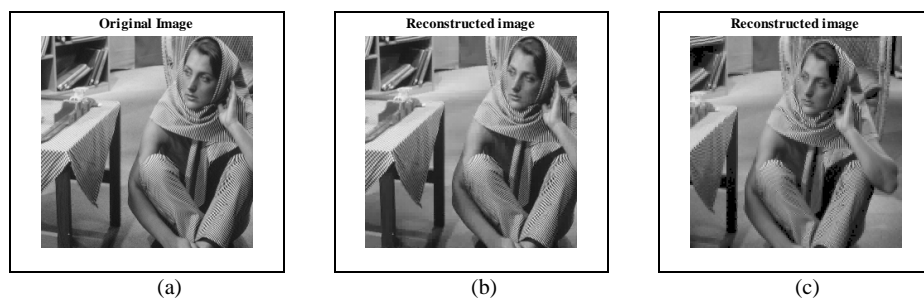 Original Image
Reconstructed image
Reconstructed image
(a)
(b)
(c)